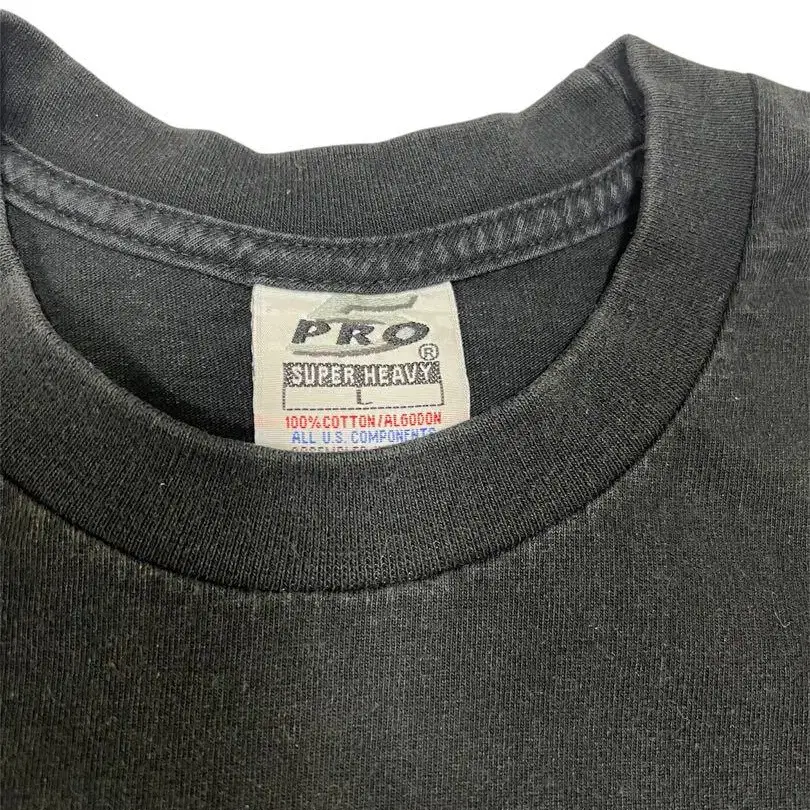 PRO
®
SUPER HEAVY
L
100% COTTON/ALGODON
ALL U.S. COMPONENTS